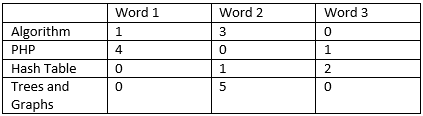 Word 1 Word 2 Word 3
Algorithm 1 3 0
PHP 4 0 1
Hash Table 0 1 2
Trees and 0 5 0
Graphs